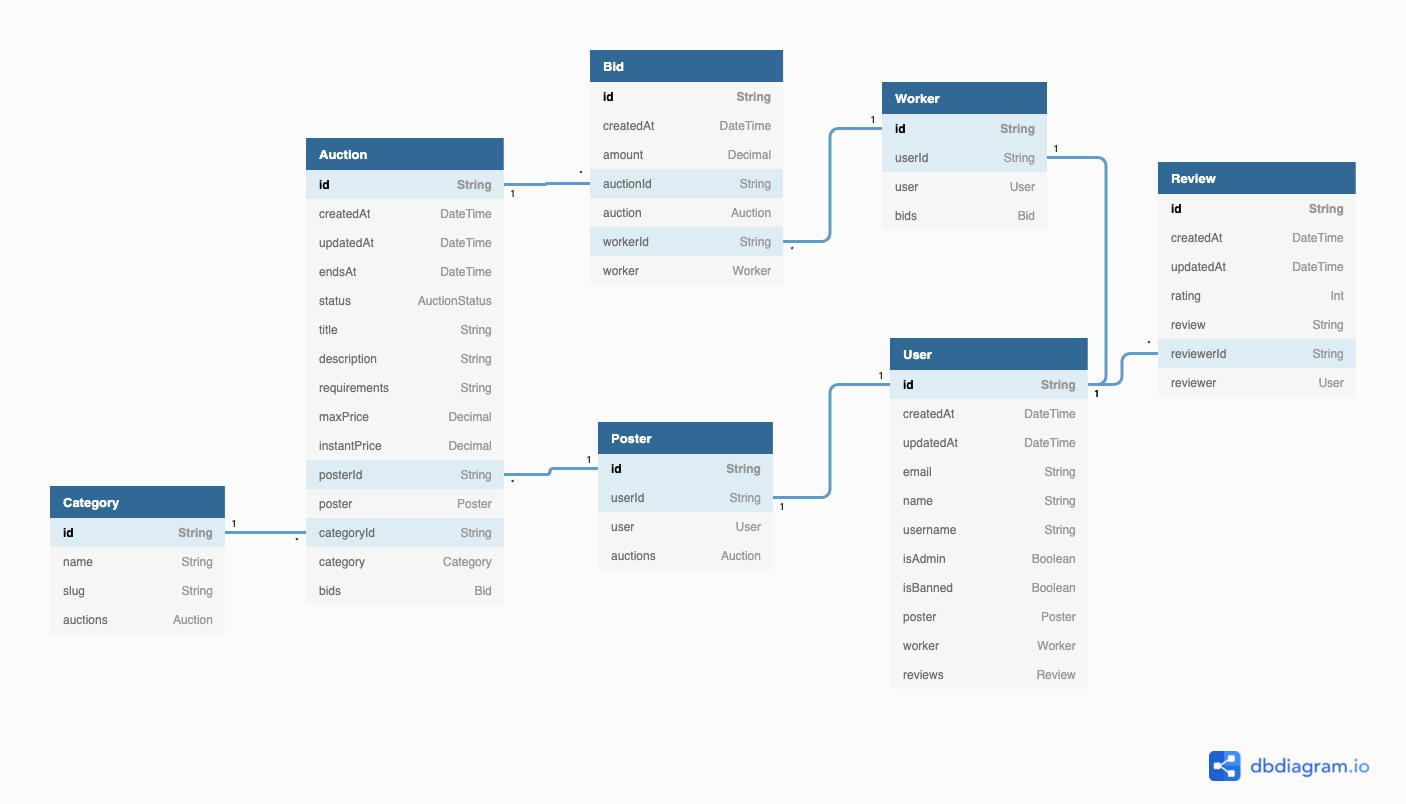 Bid
id String
createdAt DateTime
amount Decimal
auctionId String
auction Auction
workerId String
worker Worker
Worker
id String
userId String
user User
bids Bid
Auction
id String
createdAt DateTime
updatedAt DateTime
endsAt DateTime
status AuctionStatus
title String
description String
requirements String
maxPrice Decimal
instantPrice Decimal
posterId String
poster Poster
categoryId String
category Category
bids Bid
Review
id String
createdAt DateTime
updatedAt DateTime
rating Int
review String
reviewerId String
reviewer User
User
id String
createdAt DateTime
updatedAt DateTime
email String
name String
username String
isAdmin Boolean
isBanned Boolean
poster Poster
worker Worker
reviews Review
Poster
id String
userId String
user User
auctions Auction
Category
id String
name String
slug String
auctions Auction
1
*
1
*
1
*
1
*
1
1
1
*
1
dbdiagram.io